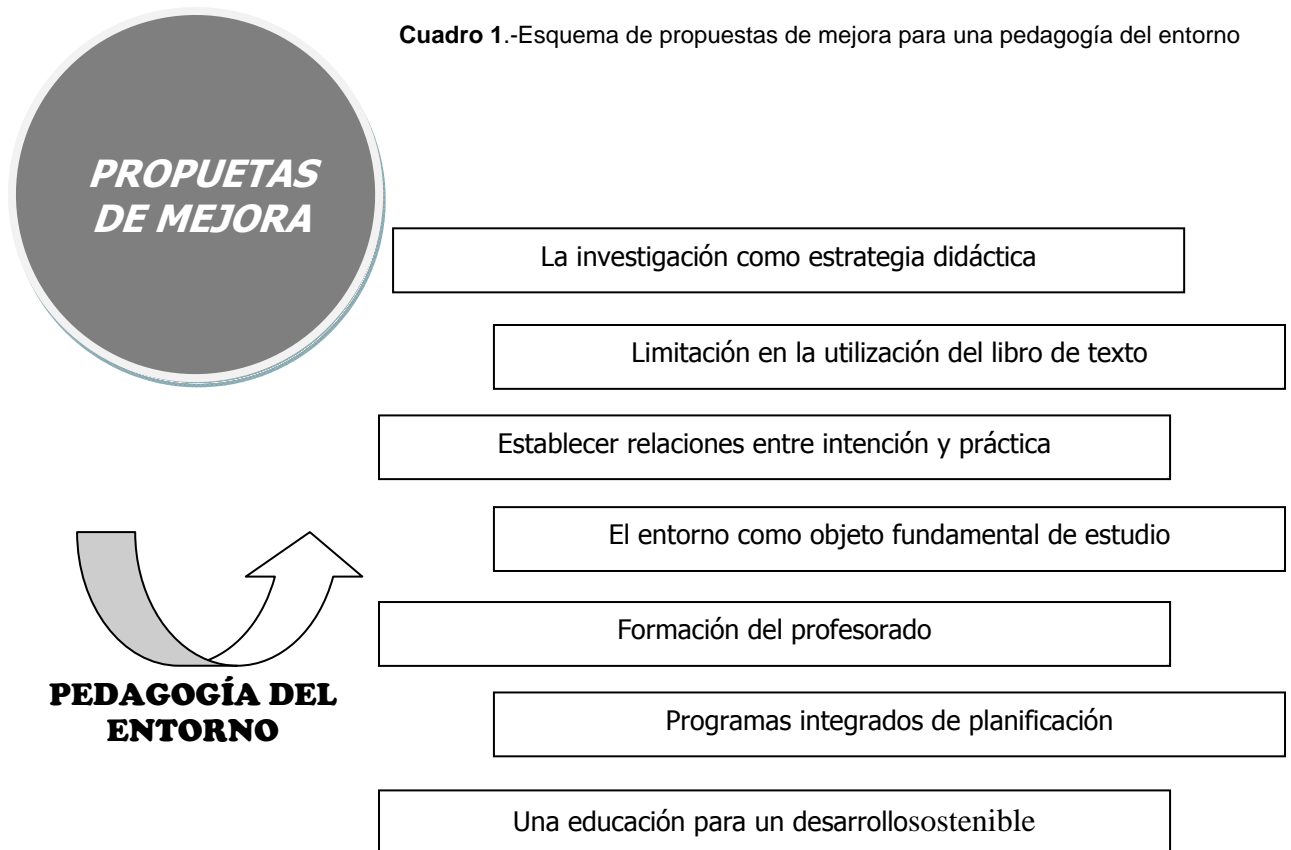 Cuadro 1.-Esquema de propuestas de mejora para una pedagogía del entorno
PROPUETAS
DE MEJORA
La investigación como estrategia didáctica
Limitación en la utilización del libro de texto
Establecer relaciones entre intención y práctica
El entorno como objeto fundamental de estudio
Formación del profesorado
PEDAGOGÍA DEL
ENTORNO
Programas integrados de planificación
Una educación para un desarrollosostenible